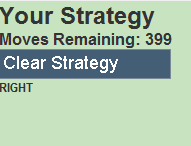 Your Strategy
Moves Remaining: 399
Clear Strategy
RIGHT